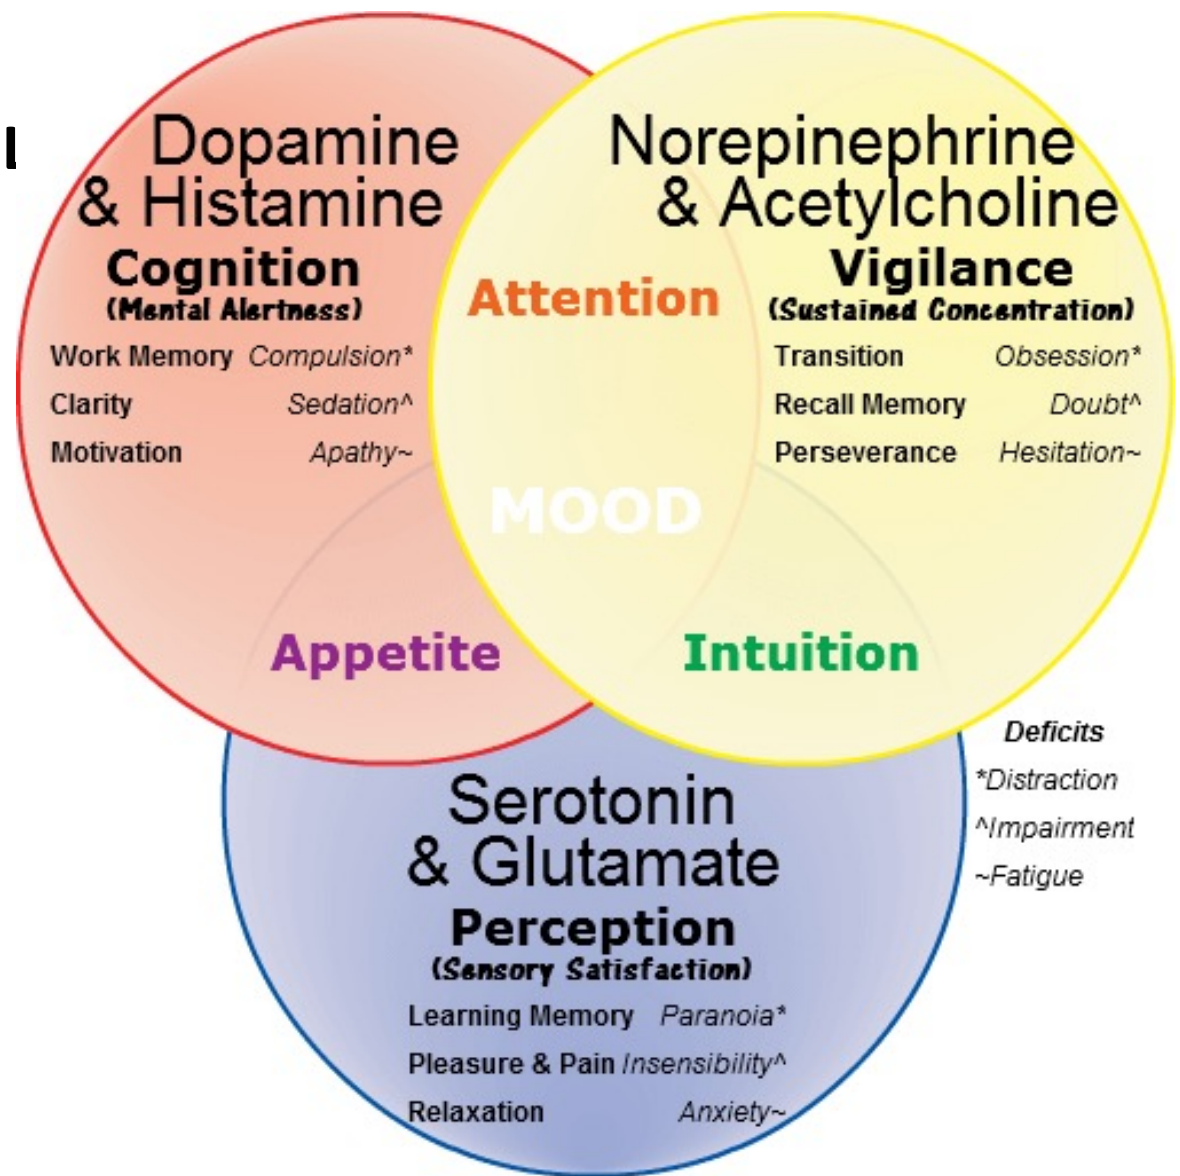 Dopamine
& Histamine
Cognition
(Mental Alertness)
Work Memory Compulsion*
Clarity Sedation^
Motivation Apathy~
Norepinephrine
& Acetylcholine
Vigilance
(Sustained Concentration)
Transition Obsession*
Recall Memory Doubt^
Perseverance Hesitation~
Attention
MOOD
Appetite
Intuition
Serotonin
& Glutamate
Perception
(Sensory Satisfaction)
Learning Memory Paranoia*
Pleasure & Pain Insensibility^
Relaxation Anxiety~
Deficits
*Distraction
^Impairment
~Fatigue